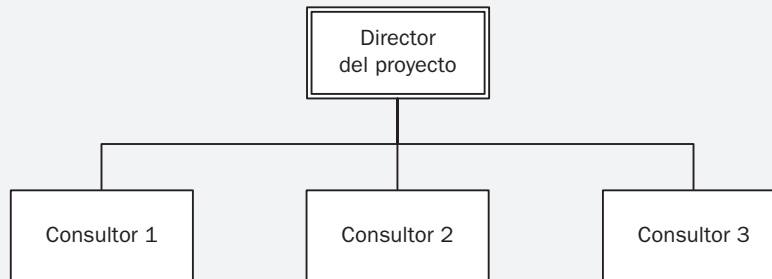 Director
del proyecto
Consultor 1
Consultor 2
Consultor 3